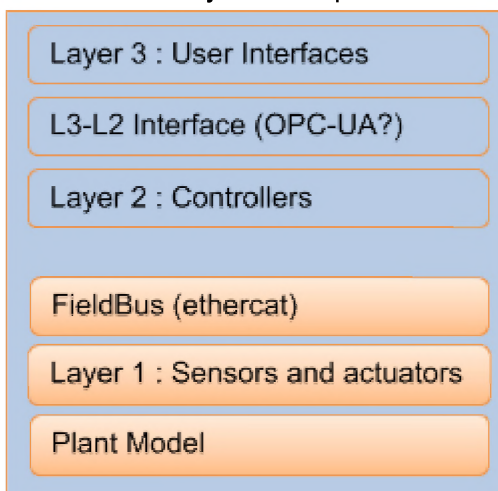 Layer 3 : User Interfaces
L3-L2 Interface (OPC-UA?)
Layer 2 : Controllers
FieldBus (ethercat)
Layer 1 : Sensors and actuators
Plant Model